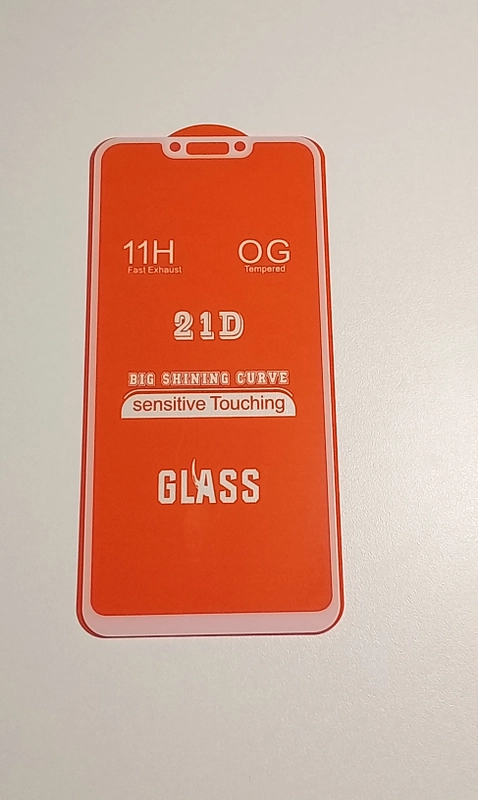 11H OG
Fast Exhaust Tempered
21D
BIG SHINING CURVE
sensitive Touching
GLASS